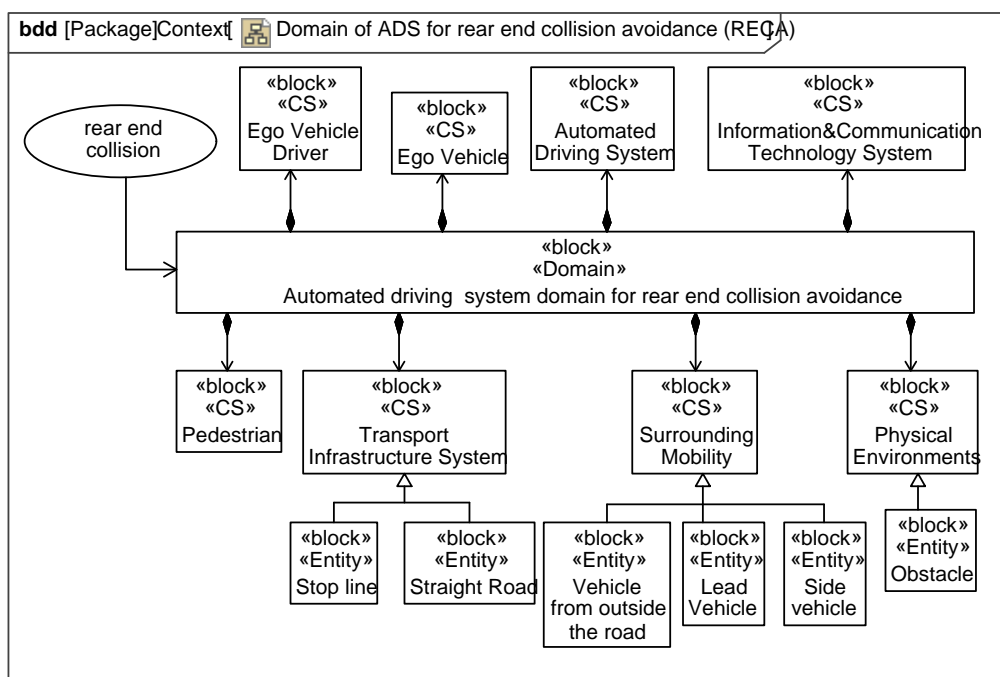 bdd [Package]Context[ Domain of ADS for rear end collision avoidance (RECA)]
rear end
collision
«block»
«CS»
Ego Vehicle
Driver
«block»
«CS»
Ego Vehicle
«block»
«CS»
Automated
Driving System
«block»
«CS»
Information&Communication
Technology System
«block»
«Domain»
Automated driving system domain for rear end collision avoidance
«block»
«CS»
Pedestrian
«block»
«CS»
Transport
Infrastructure System
«block»
«CS»
Surrounding
Mobility
«block»
«CS»
Physical
Environments
«block»
«Entity»
Stop line
«block»
«Entity»
Straight Road
«block»
«Entity»
Vehicle
from outside
the road
«block»
«Entity»
Lead
Vehicle
«block»
«Entity»
Side
vehicle
«block»
«Entity»
Obstacle